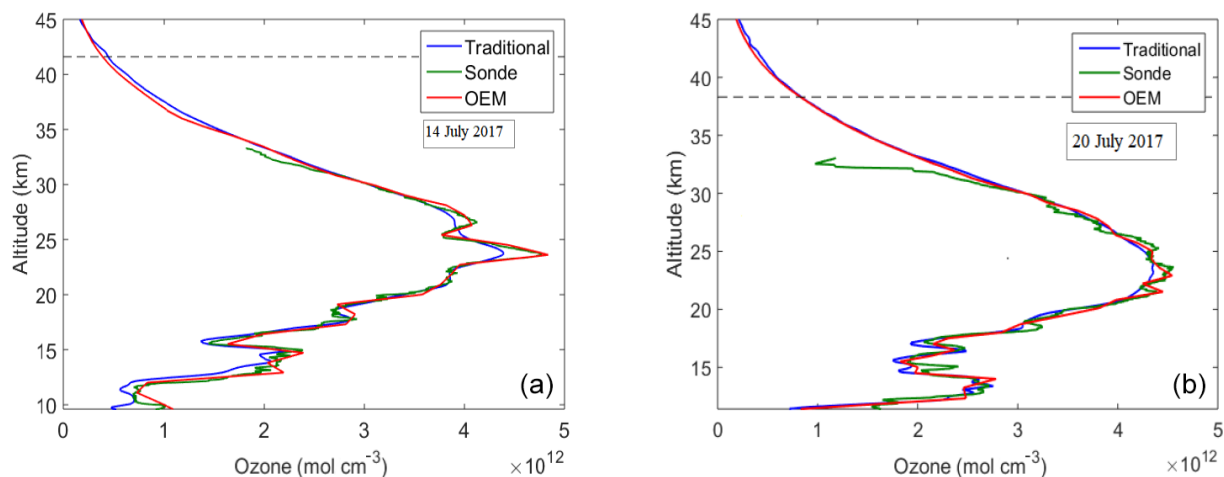 45
40
35
30
25
20
15
10
0
1
2
3
4
5
Altitude (km)
Ozone (mol cm⁻³)
×10¹²
Traditional
Sonde
OEM
14 July 2017
(a)
45
40
35
30
25
20
15
0
1
2
3
4
5
Altitude (km)
Ozone (mol cm⁻³)
×10¹²
Traditional
Sonde
OEM
20 July 2017
(b)